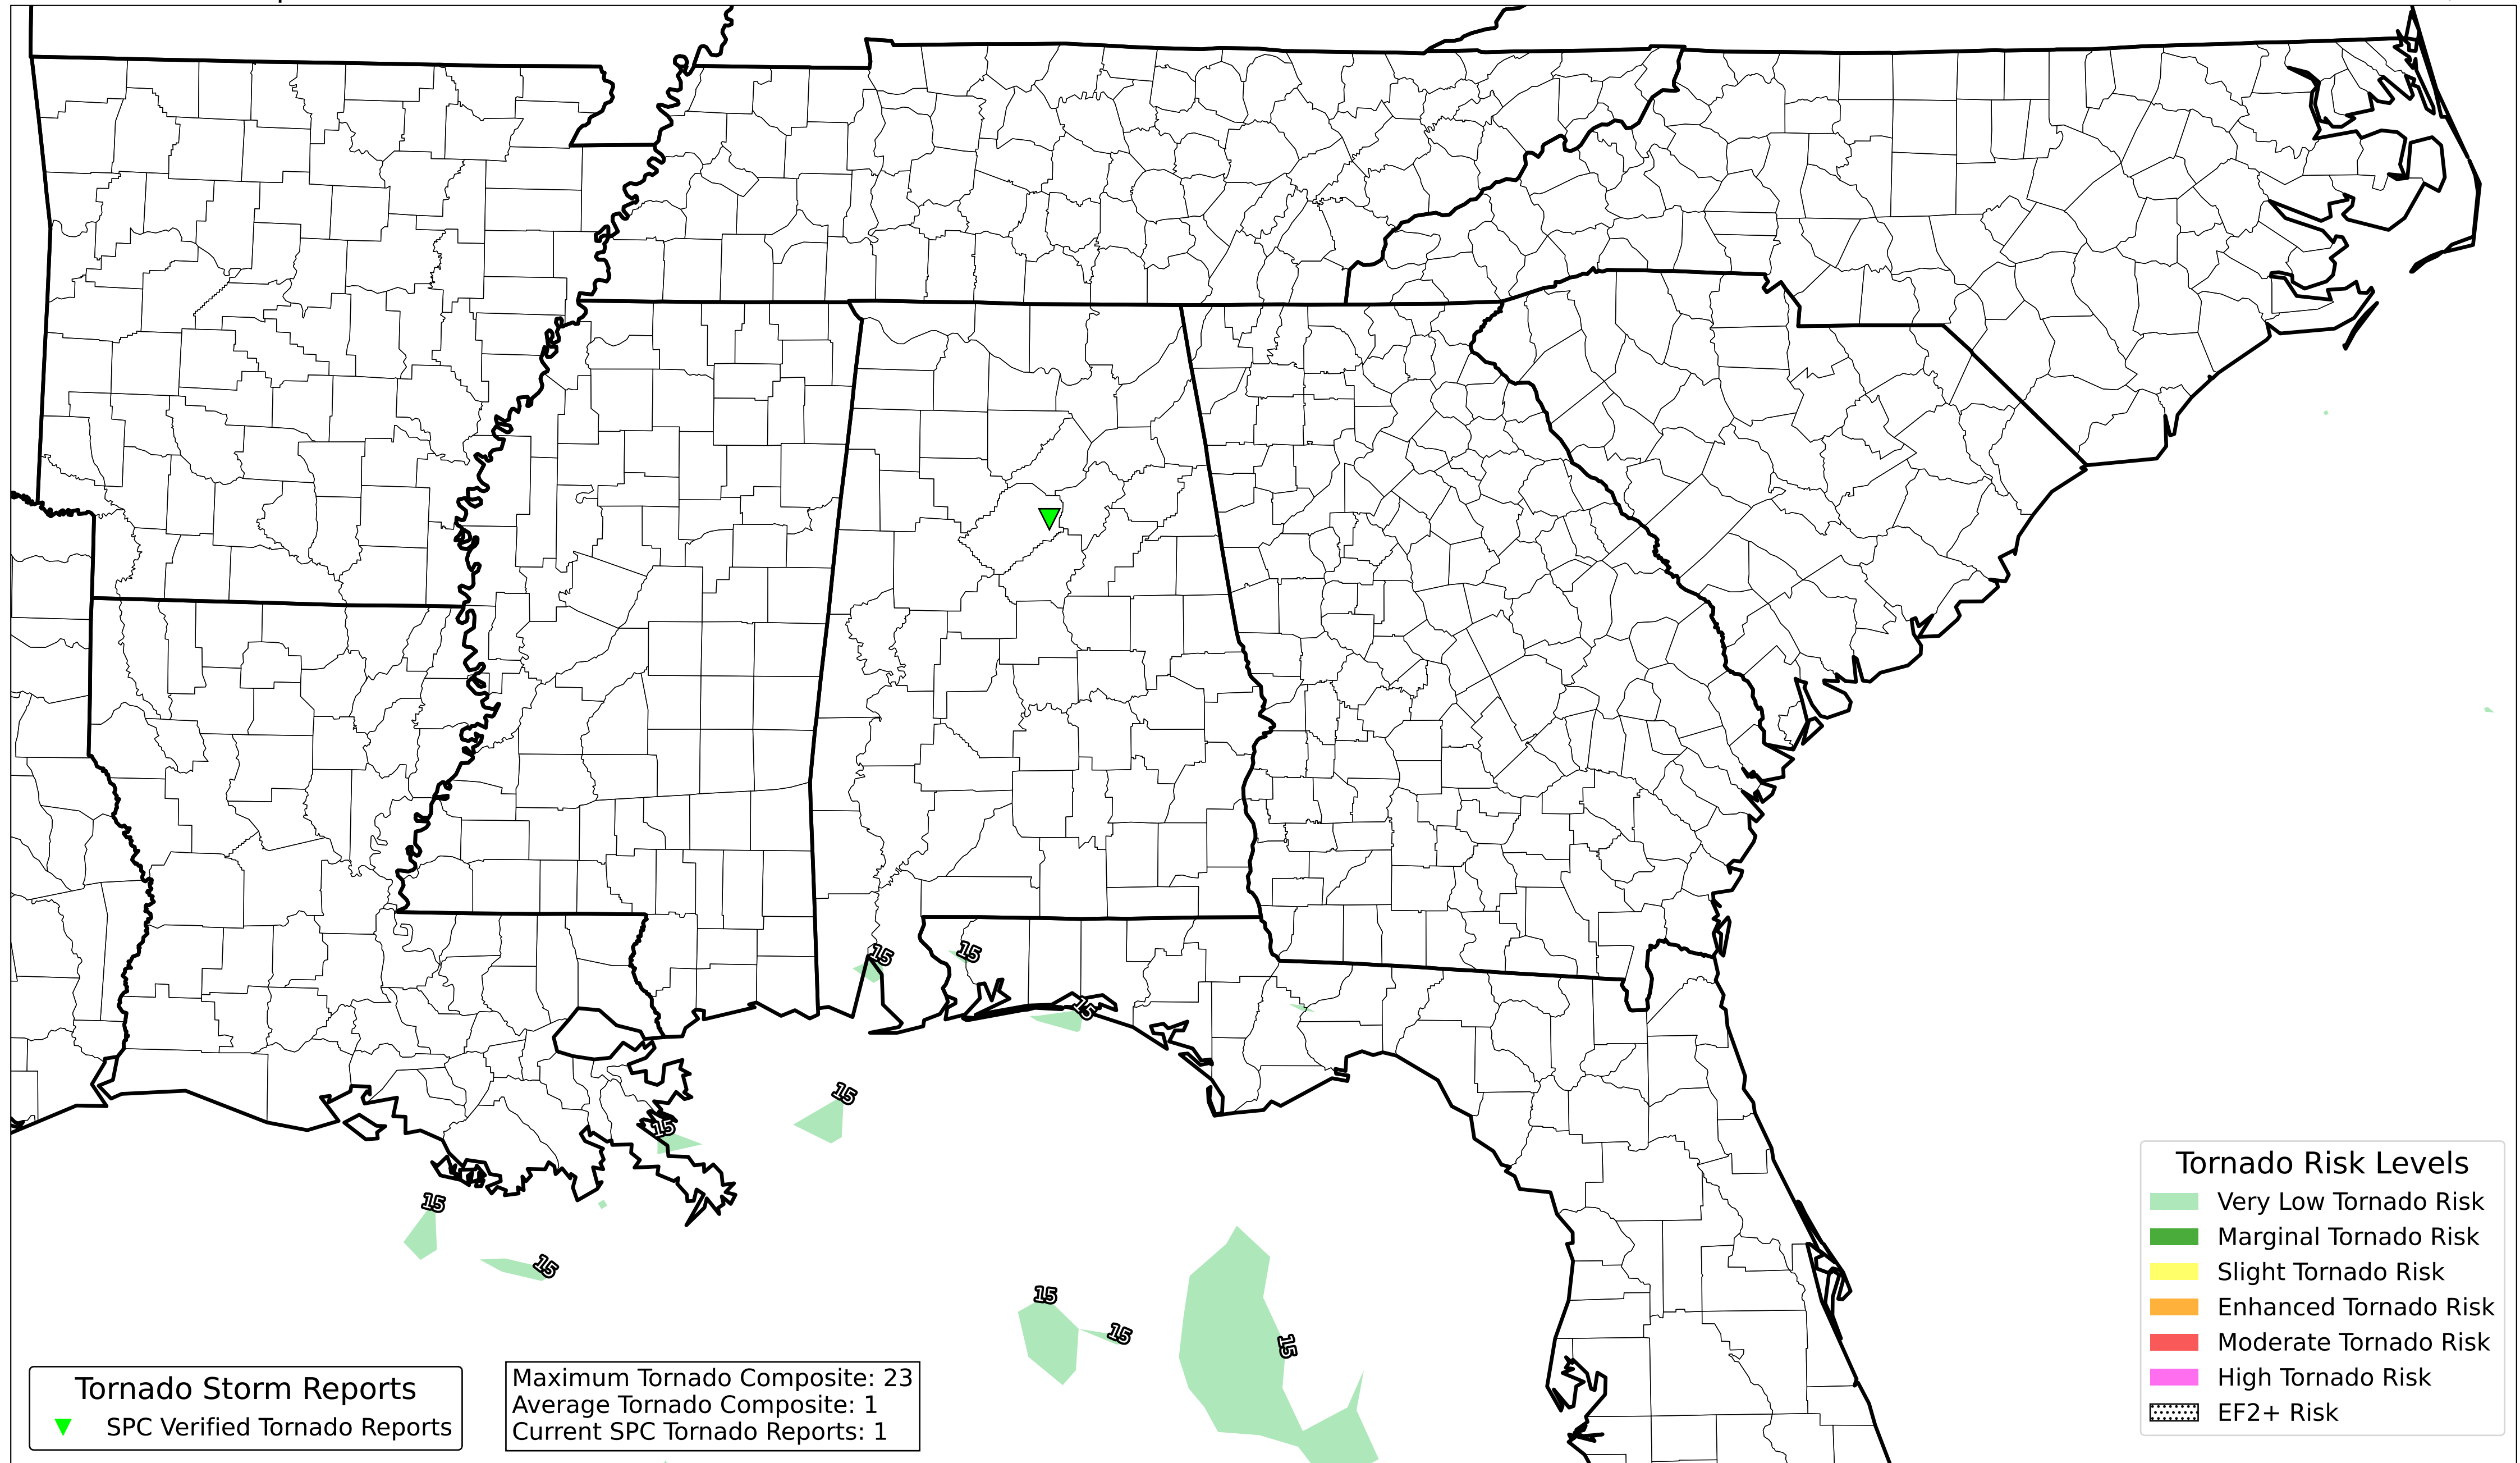 15
15
15
15
15
15
15
15
15
15
Tornado Risk Levels
Very Low Tornado Risk
Marginal Tornado Risk
Slight Tornado Risk
Enhanced Tornado Risk
Moderate Tornado Risk
High Tornado Risk
EF2+ Risk
Tornado Storm Reports
SPC Verified Tornado Reports
Maximum Tornado Composite: 23
Average Tornado Composite: 1
Current SPC Tornado Reports: 1